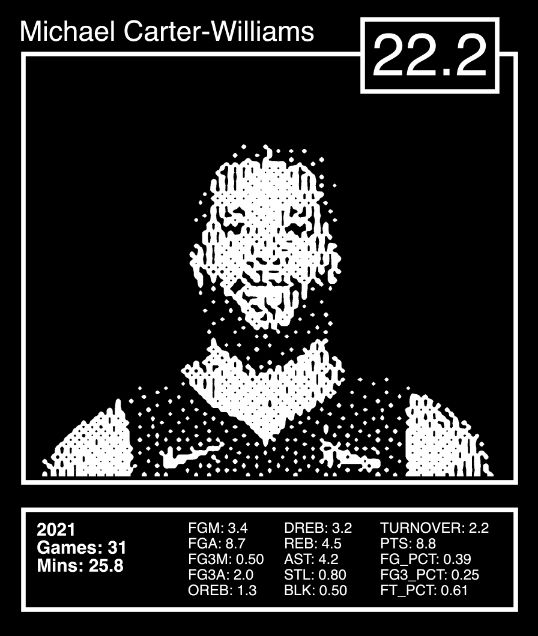 Michael Carter-Williams
22.2
2021
Games: 31
Mins: 25.8
FGM: 3.4
FGA: 8.7
FG3M: 0.50
FG3A: 2.0
OREB: 1.3
DREB: 3.2
REB: 4.5
AST: 4.2
STL: 0.80
BLK: 0.50
TURNOVER: 2.2
PTS: 8.8
FG_PCT: 0.39
FG3_PCT: 0.25
FT_PCT: 0.61